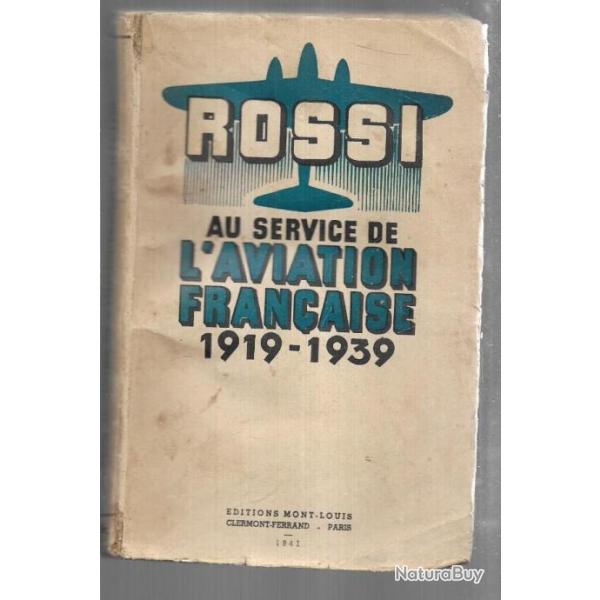 ROSSI
AU SERVICE DE
L'AVIATION
FRANÇAISE
1919-1939
EDITIONS MONT-LOUIS
CLERMONT-FERRAND - PARIS
1941
NaturaBuy